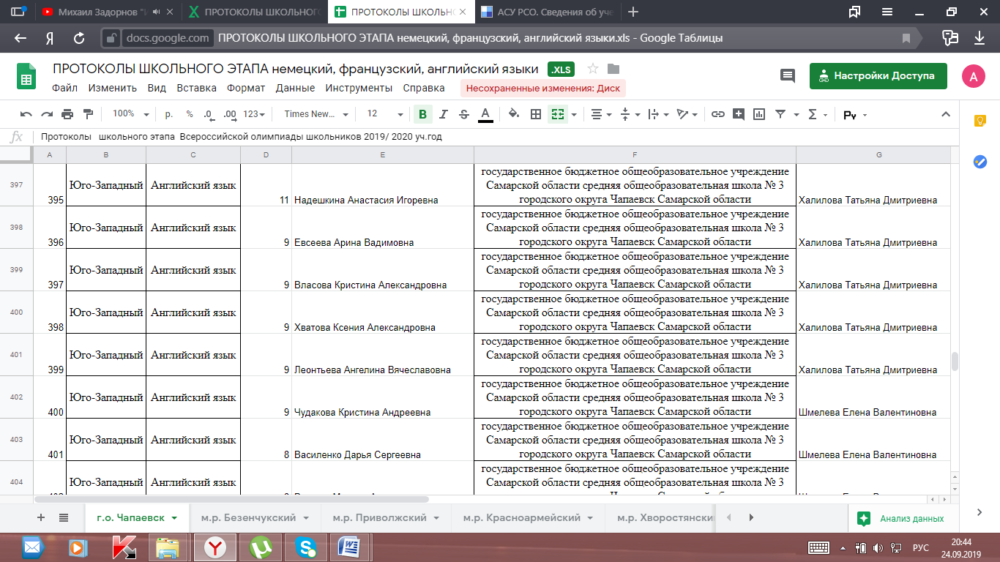 Михаил Задорнов "И
ПРОТОКОЛЫ ШКОЛЬНОГО
ПРОТОКОЛЫ ШКОЛЬНО
АСУ РСО. Сведения об уче
docs.google.com ПРОТОКОЛЫ ШКОЛЬНОГО ЭТАПА немецкий, французский, английский языки.xls - Google Таблицы
ПРОТОКОЛЫ ШКОЛЬНОГО ЭТАПА немецкий, французский, английский языки .XLS
Настройки Доступа
A
Файл Изменить Вид Вставка Формат Данные Инструменты Справка Несохраненные изменения: Диск
100% р. % .0 .00 123 Times New... 12 B I S A Σ Ру
fx Протоколы школьного этапа Всероссийской олимпиады школьников 2019/ 2020 уч.год
A B C D E F G
397 395 Юго-Западный Английский язык 11 Надешкина Анастасия Игоревна
государственное бюджетное общеобразовательное учреждение
Самарской области средняя общеобразовательная школа № 3
городского округа Чапаевск Самарской области
Халилова Татьяна Дмитриевна
398 396 Юго-Западный Английский язык 9 Евсеева Арина Вадимовна
государственное бюджетное общеобразовательное учреждение
Самарской области средняя общеобразовательная школа № 3
городского округа Чапаевск Самарской области
Халилова Татьяна Дмитриевна
399 397 Юго-Западный Английский язык 9 Власова Кристина Александровна
государственное бюджетное общеобразовательное учреждение
Самарской области средняя общеобразовательная школа № 3
городского округа Чапаевск Самарской области
Халилова Татьяна Дмитриевна
400 398 Юго-Западный Английский язык 9 Хватова Ксения Александровна
государственное бюджетное общеобразовательное учреждение
Самарской области средняя общеобразовательная школа № 3
городского округа Чапаевск Самарской области
Халилова Татьяна Дмитриевна
401 399 Юго-Западный Английский язык 9 Леонтьева Ангелина Вячеславовна
государственное бюджетное общеобразовательное учреждение
Самарской области средняя общеобразовательная школа № 3
городского округа Чапаевск Самарской области
Халилова Татьяна Дмитриевна
402 400 Юго-Западный Английский язык 9 Чудакова Кристина Андреевна
государственное бюджетное общеобразовательное учреждение
Самарской области средняя общеобразовательная школа № 3
городского округа Чапаевск Самарской области
Шмелева Елена Валентиновна
403 401 Юго-Западный Английский язык 8 Василенко Дарья Сергеевна
государственное бюджетное общеобразовательное учреждение
Самарской области средняя общеобразовательная школа № 3
городского округа Чапаевск Самарской области
Шмелева Елена Валентиновна
404 Юго-Западный Английский язык
государственное бюджетное общеобразовательное учреждение
Самарской области средняя общеобразовательная школа № 3
г.о. Чапаевск м.р. Безенчукский м.р. Приволжский м.р. Красноармейский м.р. Хворостянски Анализ данных
РУС
20:44
24.09.2019